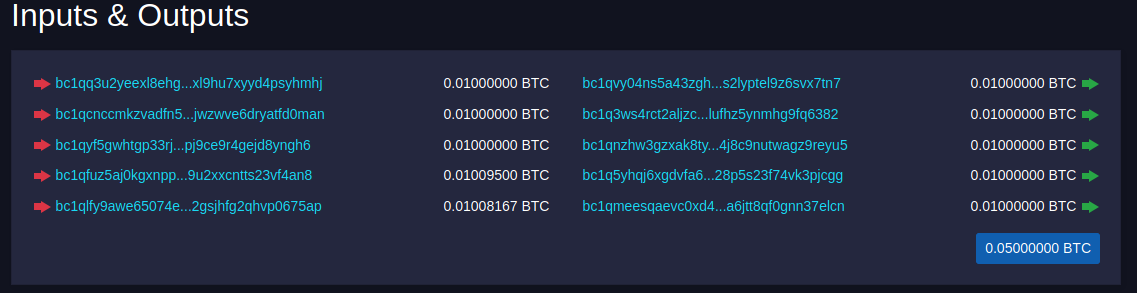 Inputs & Outputs
bc1qq3u2yeexl8ehg...xl9hu7xyyd4psyhmhj 0.01000000 BTC bc1qvy04ns5a43zgh...s2lyptel9z6svx7tn7 0.01000000 BTC
bc1qcnccmkzvadfn5...jwzwve6dryatfd0man 0.01000000 BTC bc1q3ws4rct2aljzc...lufhz5ynmhg9fq6382 0.01000000 BTC
bc1qyf5gwhtgp33rj...pj9ce9r4gejd8yngh6 0.01000000 BTC bc1qnzhw3gzxak8ty...4j8c9nutwagz9reyu5 0.01000000 BTC
bc1qfuz5aj0kgxnpp...9u2xxcntts23vf4an8 0.01009500 BTC bc1q5yhqj6xgdvfa6...28p5s23f74vk3pjcgg 0.01000000 BTC
bc1qlfy9awe65074e...2gsjhfg2qhvp0675ap 0.01008167 BTC bc1qmeesqaevc0xd4...a6jtt8qf0gnn37elcn 0.01000000 BTC
0.05000000 BTC